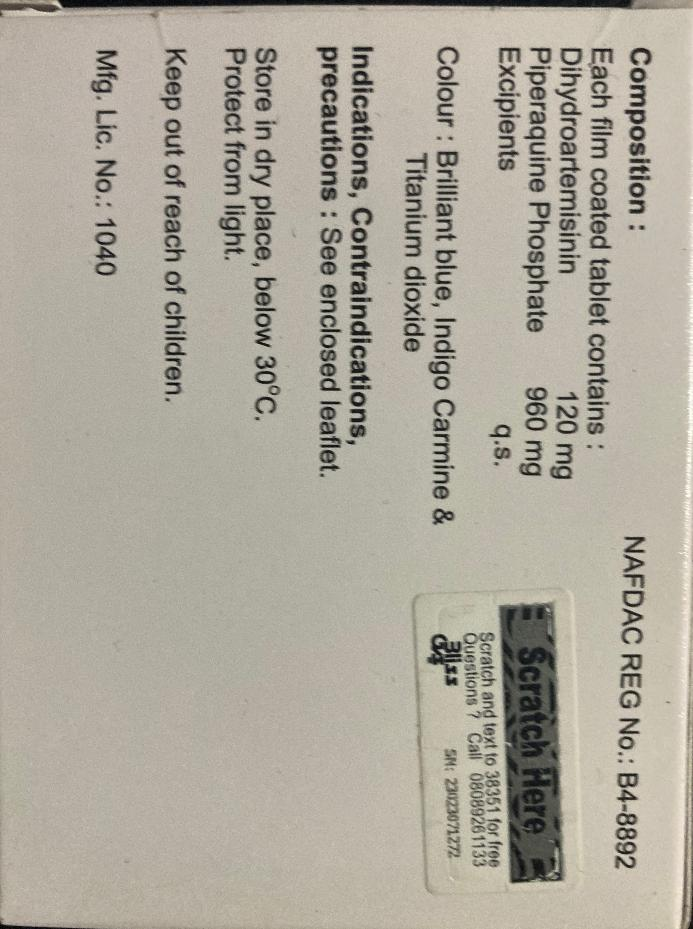 Composition :
NAFDAC REG No.: B4-8892
Each film coated tablet contains :
Dihydroartemisinin 120 mg
Piperaquine Phosphate 960 mg
Excipients q.s.
Colour : Brilliant blue, Indigo Carmine &
Titanium dioxide
Indications, Contraindications,
precautions : See enclosed leaflet.
Store in dry place, below 30°C.
Protect from light.
Keep out of reach of children.
Mfg. Lic. No.: 1040
Scratch Here
Scratch and text to 38351 for free
Questions ? Call 08089261133
Bliss
GVS
SN: 23023071272